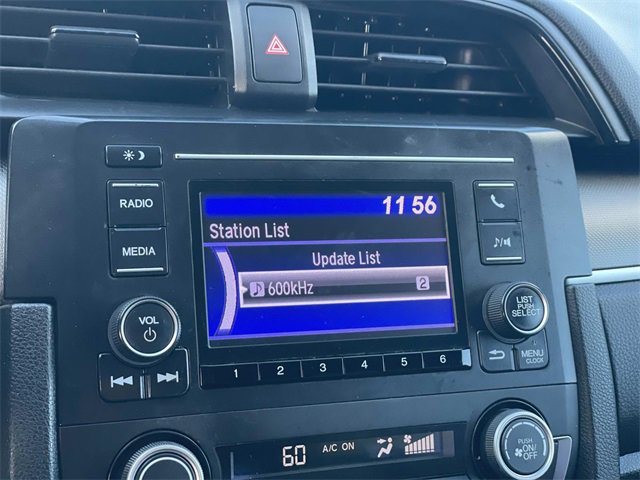 11 56
Station List
Update List
600kHz 2
RADIO
MEDIA
VOL
LIST
PUSH
SELECT
MENU
CLOCK
1 2 3 4 5 6
60 A/C ON
PUSH
ON/
OFF